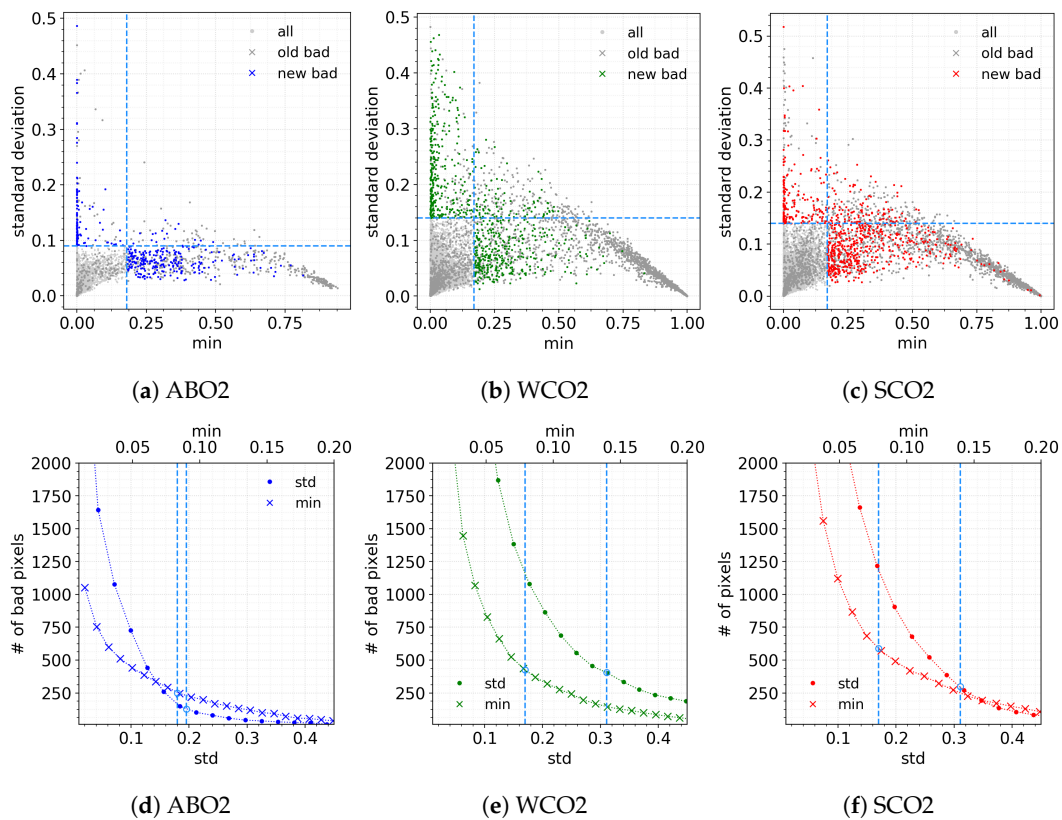 0.5
0.4
0.3
0.2
0.1
0.0
standard deviation
all
old bad
new bad
0.00 0.25 0.50 0.75
min
(a) ABO2
0.5
0.4
0.3
0.2
0.1
0.0
standard deviation
all
old bad
new bad
0.00 0.25 0.50 0.75 1.00
min
(b) WCO2
0.5
0.4
0.3
0.2
0.1
0.0
standard deviation
all
old bad
new bad
0.00 0.25 0.50 0.75 1.00
min
(c) SCO2
min
0.05 0.10 0.15 0.20
2000
1750
1500
1250
1000
750
500
250
# of bad pixels
std
min
0.1 0.2 0.3 0.4
std
(d) ABO2
min
0.05 0.10 0.15 0.20
2000
1750
1500
1250
1000
750
500
250
# of bad pixels
std
min
0.1 0.2 0.3 0.4
std
(e) WCO2
min
0.05 0.10 0.15 0.20
2000
1750
1500
1250
1000
750
500
250
# of pixels
std
min
0.1 0.2 0.3 0.4
std
(f) SCO2